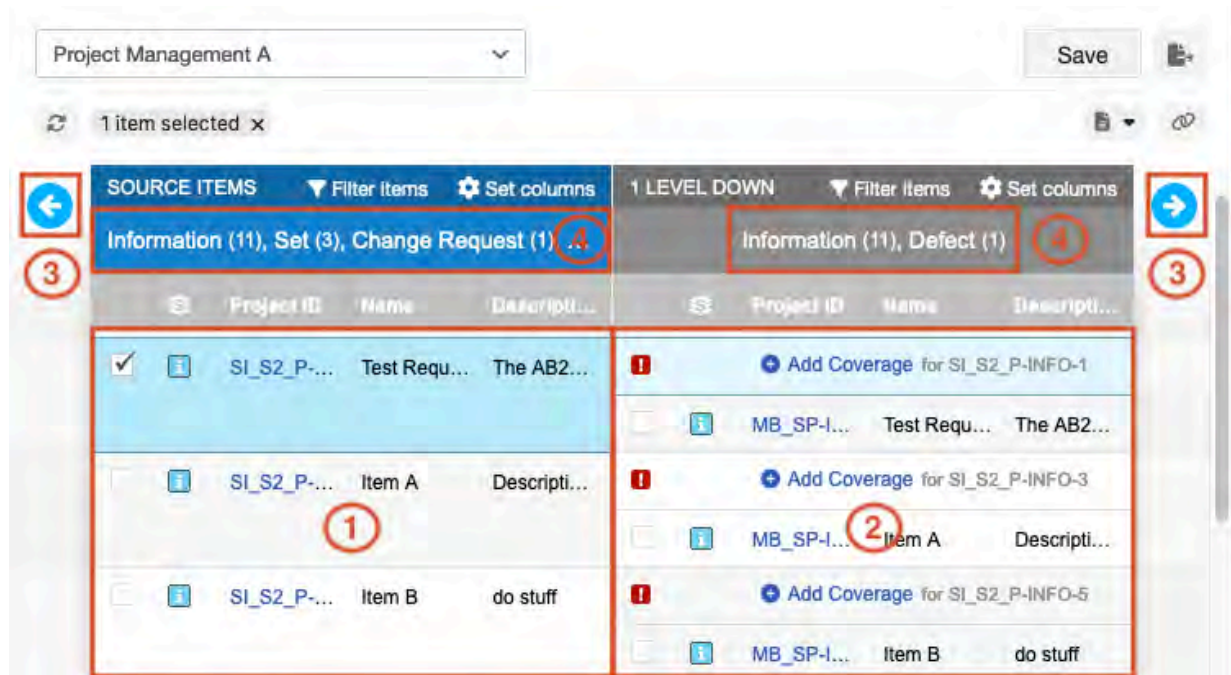 Project Management A
Save
1 item selected x
SOURCE ITEMS Filter items Set columns 1 LEVEL DOWN Filter items Set columns
Information (11), Set (3), Change Request (1), ... 4 Information (11), Defect (1) 4
3 3
Project ID Name Descripti... Project ID Name Descripti...
SI_S2_P-... Test Requ... The AB2... Add Coverage for SI_S2_P-INFO-1
MB_SP-I... Test Requ... The AB2...
SI_S2_P-... Item A Descripti... Add Coverage for SI_S2_P-INFO-3
1 2
MB_SP-I... Item A Descripti...
SI_S2_P-... Item B do stuff Add Coverage for SI_S2_P-INFO-5
MB_SP-I... Item B do stuff